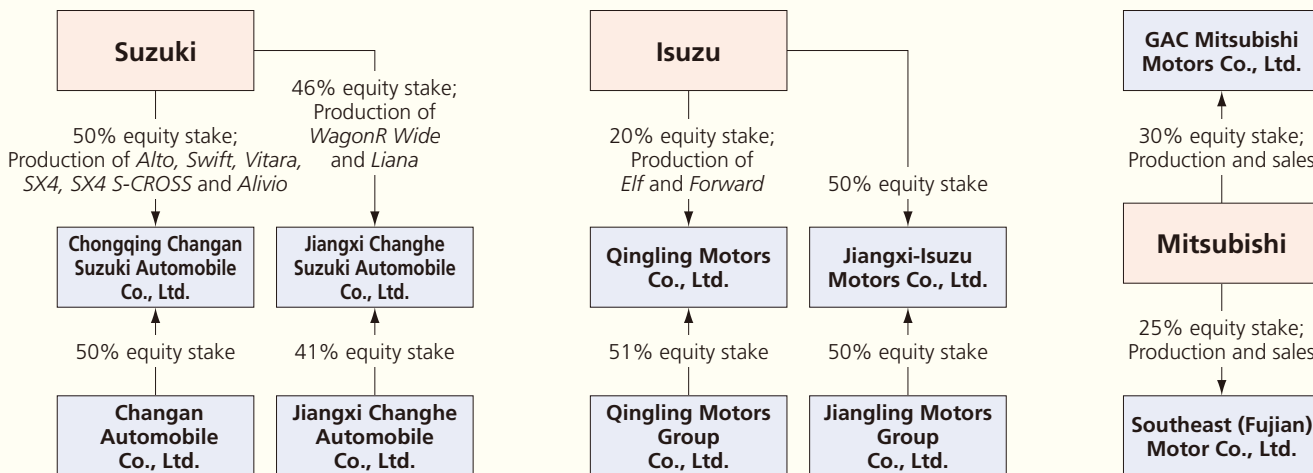 Suzuki
46% equity stake;
Production of
WagonR Wide
and Liana
50% equity stake;
Production of Alto, Swift, Vitara,
SX4, SX4 S-CROSS and Alivio
Chongqing Changan
Suzuki Automobile
Co., Ltd.
Jiangxi Changhe
Suzuki Automobile
Co., Ltd.
50% equity stake
41% equity stake
Changan
Automobile
Co., Ltd.
Jiangxi Changhe
Automobile
Co., Ltd.
Isuzu
20% equity stake;
Production of
Elf and Forward
50% equity stake
Qingling Motors
Co., Ltd.
Jiangxi-Isuzu
Motors Co., Ltd.
51% equity stake
50% equity stake
Qingling Motors
Group
Co., Ltd.
Jiangling Motors
Group
Co., Ltd.
GAC Mitsubishi
Motors Co., Ltd.
30% equity stake;
Production and sales
Mitsubishi
25% equity stake;
Production and sales
Southeast (Fujian)
Motor Co., Ltd.